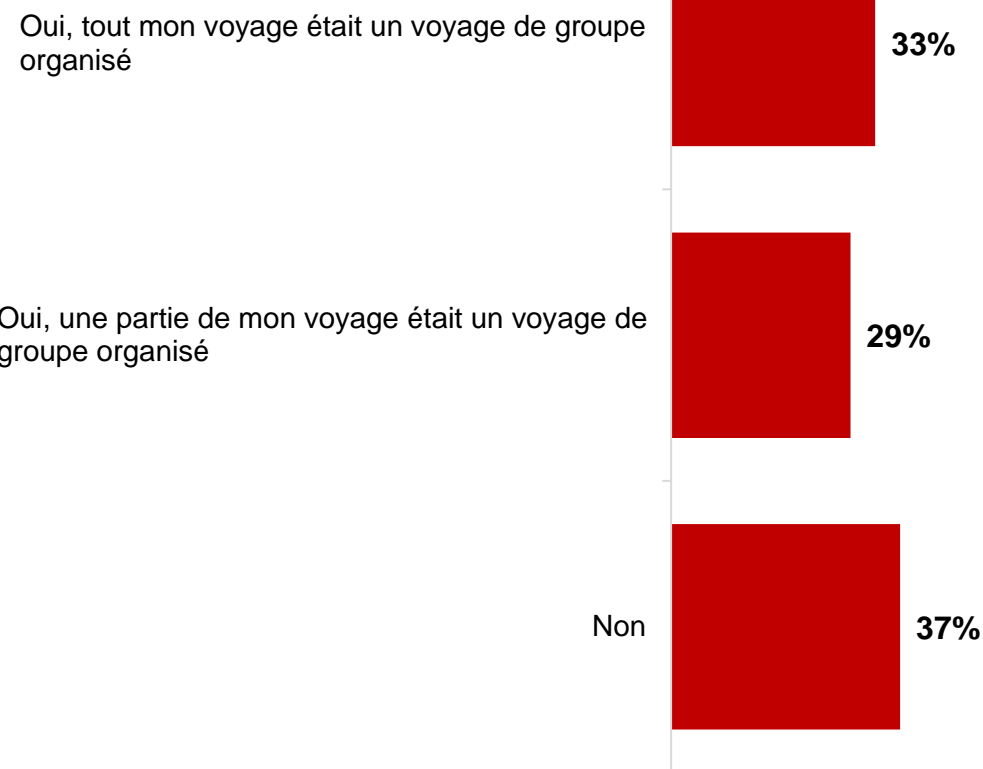 Oui, tout mon voyage était un voyage de groupe
organisé
33%
Oui, une partie de mon voyage était un voyage de
groupe organisé
29%
Non
37%